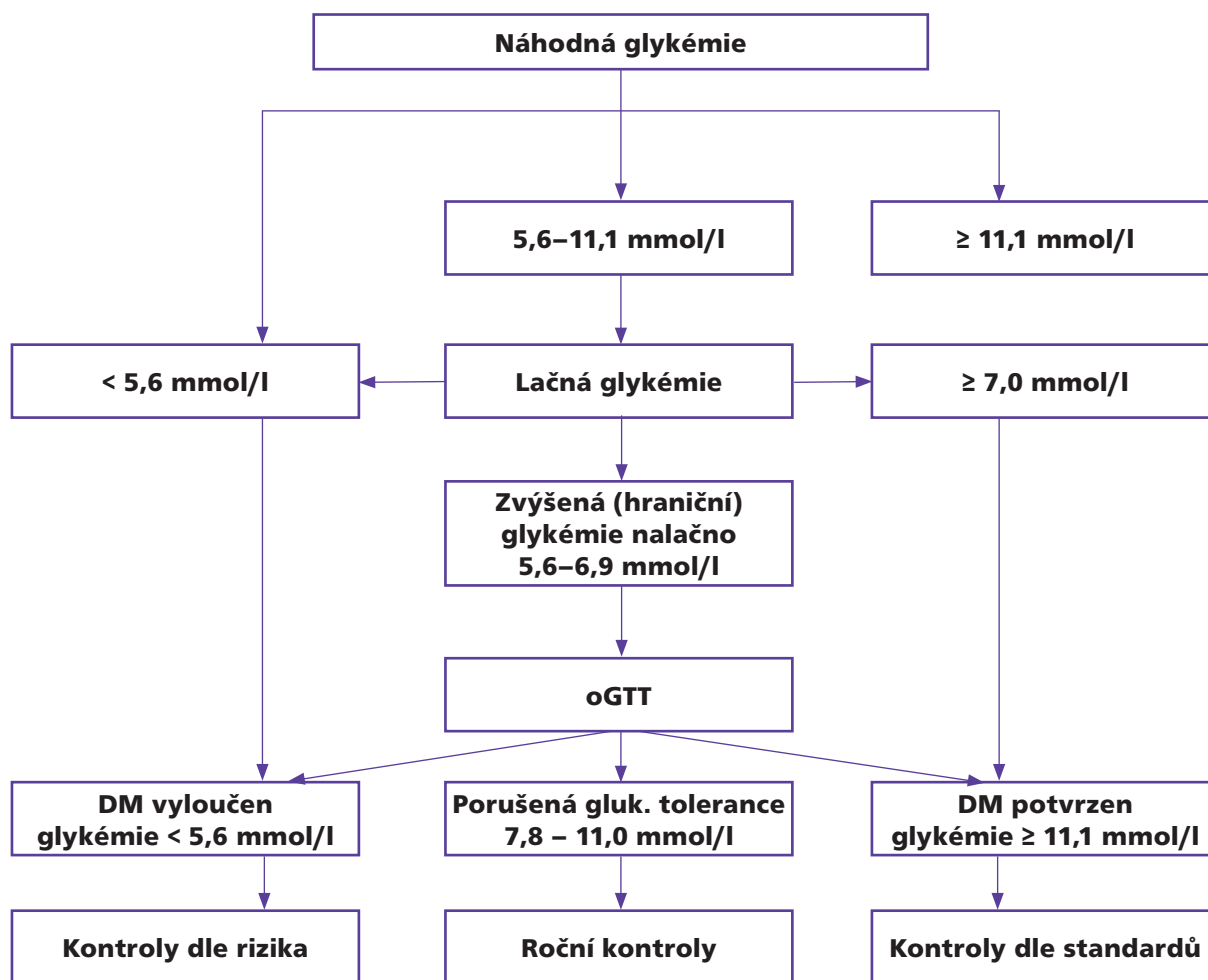 Náhodná glykémie
5,6–11,1 mmol/l
≥ 11,1 mmol/l
< 5,6 mmol/l
Lačná glykémie
≥ 7,0 mmol/l
Zvýšená (hraniční)
glykémie nalačno
5,6–6,9 mmol/l
oGTT
DM vyloučen
glykémie < 5,6 mmol/l
Porušená gluk. tolerance
7,8 – 11,0 mmol/l
DM potvrzen
glykémie ≥ 11,1 mmol/l
Kontroly dle rizika
Roční kontroly
Kontroly dle standardů